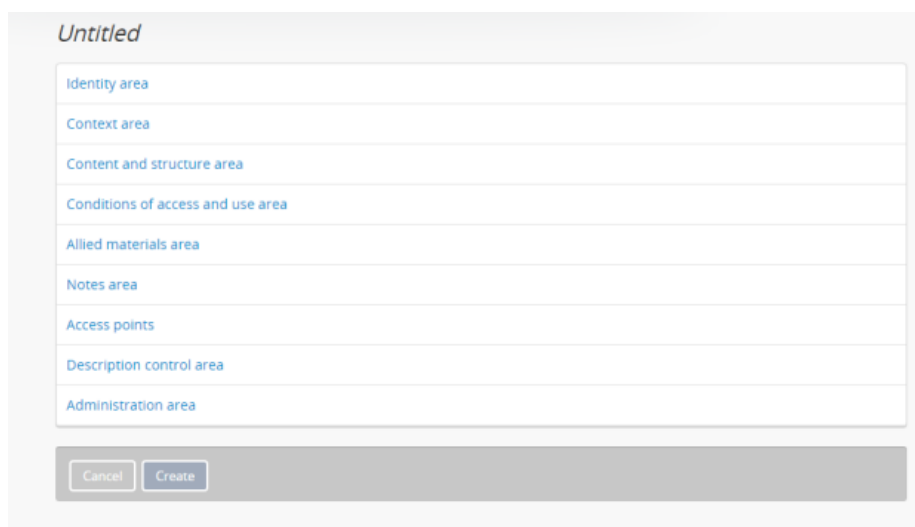 Untitled
Identity area
Context area
Content and structure area
Conditions of access and use area
Allied materials area
Notes area
Access points
Description control area
Administration area
Cancel Create